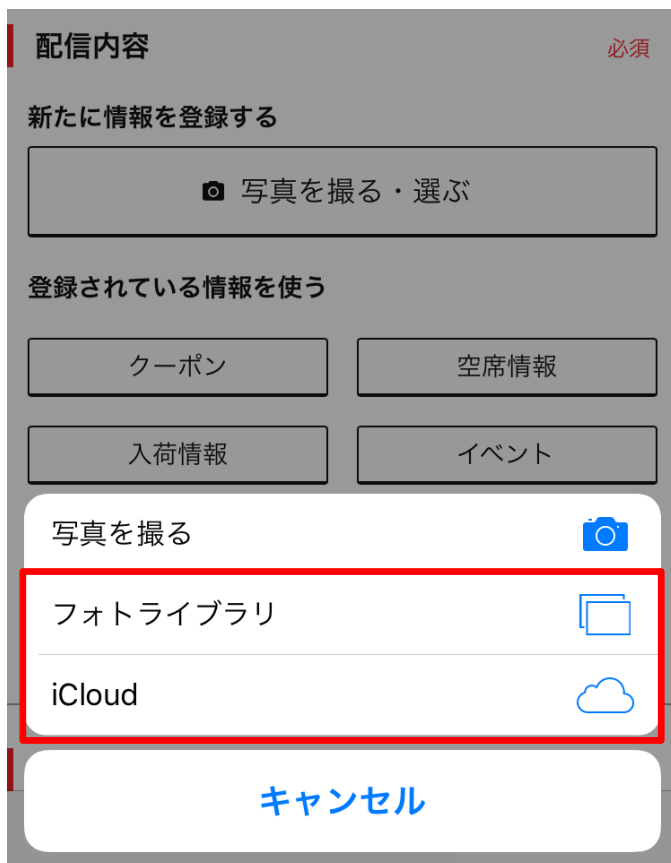 配信内容
必須
新たに情報を登録する
写真を撮る・選ぶ
登録されている情報を使う
クーポン
空席情報
入荷情報
イベント
写真を撮る
フォトライブラリ
iCloud
キャンセル